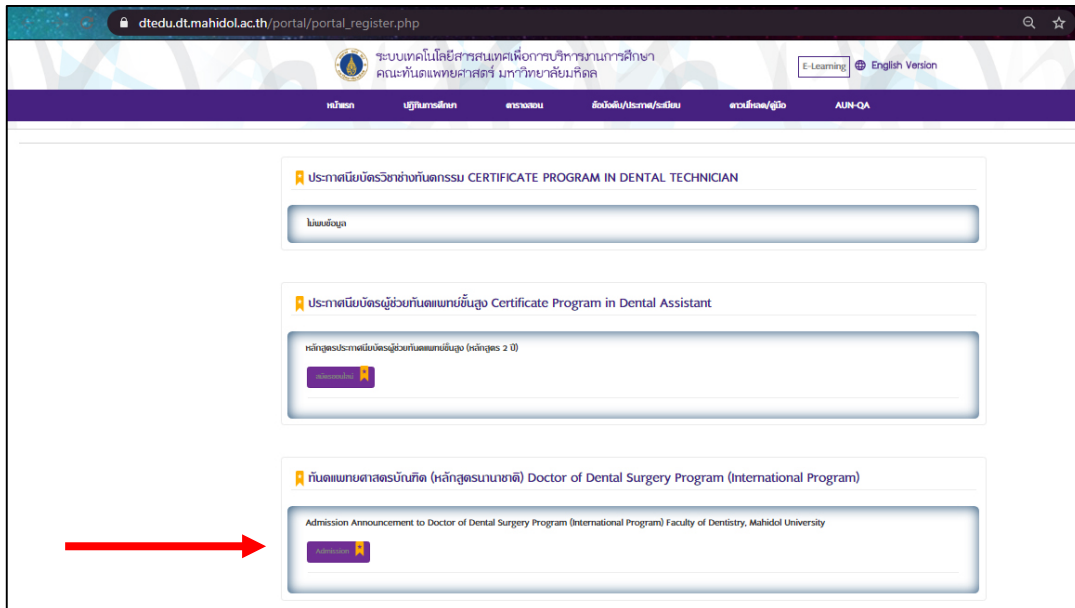 dtedu.dt.mahidol.ac.th/portal/portal_register.php
ระบบเทคโนโลยีสารสนเทศเพื่อการบริหารงานการศึกษา
คณะทันตแพทยศาสตร์ มหาวิทยาลัยมหิดล
E-Learning English Version
หน้าแรก ปฏิทินการศึกษา ตารางสอน ข้อบังคับ/ประกาศ/ระเบียบ ดาวน์โหลด/คู่มือ AUN-QA
ประกาศนียบัตรวิชาช่างทันตกรรม CERTIFICATE PROGRAM IN DENTAL TECHNICIAN
ไม่พบข้อมูล
ประกาศนียบัตรผู้ช่วยทันตแพทย์ชั้นสูง Certificate Program in Dental Assistant
หลักสูตรประกาศนียบัตรผู้ช่วยทันตแพทย์ชั้นสูง (หลักสูตร 2 ปี)
สมัครออนไลน์
ทันตแพทยศาสตรบัณฑิต (หลักสูตรนานาชาติ) Doctor of Dental Surgery Program (International Program)
Admission Announcement to Doctor of Dental Surgery Program (International Program) Faculty of Dentistry, Mahidol University
Admission